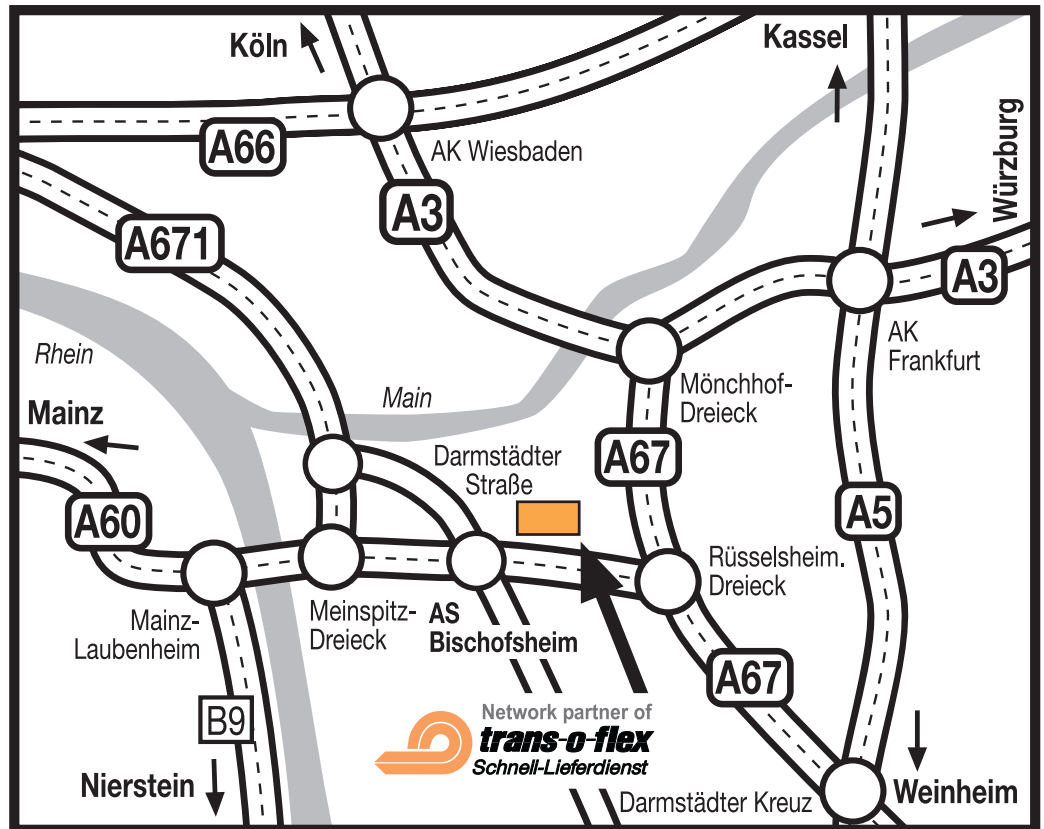 Köln
Kassel
A66
AK Wiesbaden
Würzburg
A3
A671
A3
Rhein
AK
Frankfurt
Mönchhof-
Dreieck
Main
Mainz
Darmstädter
Straße
A67
A60
A5
Rüsselsheim.
Dreieck
Mainz-
Laubenheim
Meinspitz-
Dreieck
AS
Bischofsheim
A67
B9
Network partner of
trans-o-flex
Schnell-Lieferdienst
Nierstein
Darmstädter Kreuz
Weinheim